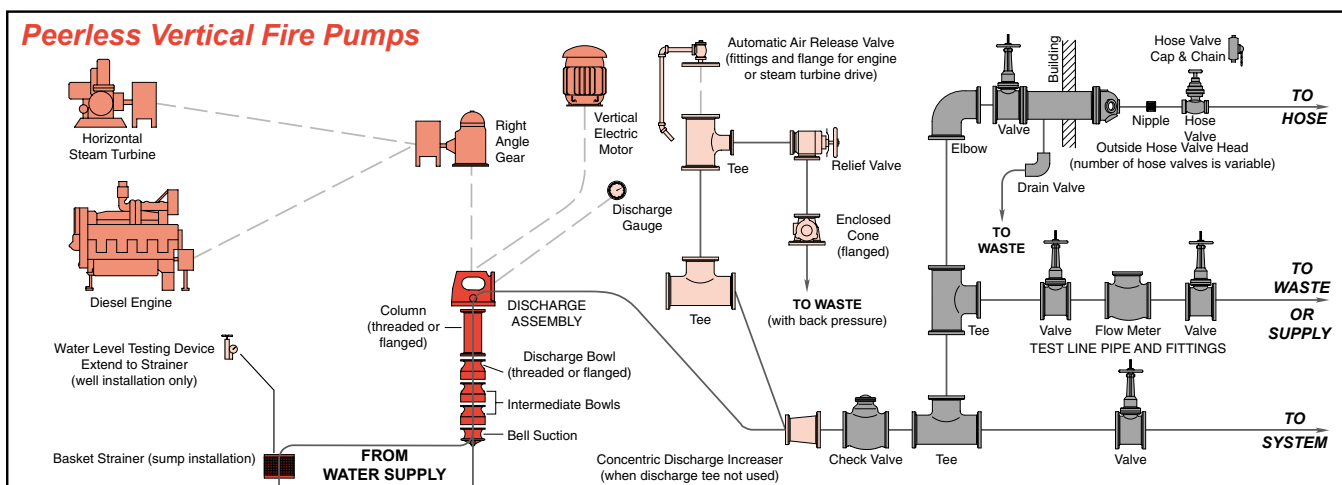 Peerless Vertical Fire Pumps
Horizontal
Steam Turbine
Diesel Engine
Right
Angle
Gear
Vertical
Electric
Motor
Discharge
Gauge
Automatic Air Release Valve
(fittings and flange for engine
or steam turbine drive)
Tee
Relief Valve
Enclosed
Cone
(flanged)
TO WASTE
(with back pressure)
Tee
Building
Hose Valve
Cap & Chain
Valve
Elbow
Nipple
Hose
Valve
TO
HOSE
Outside Hose Valve Head
(number of hose valves is variable)
Drain Valve
TO
WASTE
Tee
Valve
Flow Meter
Valve
TEST LINE PIPE AND FITTINGS
TO
WASTE
OR
SUPPLY
Column
(threaded or
flanged)
DISCHARGE
ASSEMBLY
Water Level Testing Device
Extend to Strainer
(well installation only)
Discharge Bowl
(threaded or flanged)
Intermediate Bowls
Bell Suction
Basket Strainer (sump installation)
FROM
WATER SUPPLY
Concentric Discharge Increaser
(when discharge tee not used)
Check Valve
Tee
Valve
TO
SYSTEM